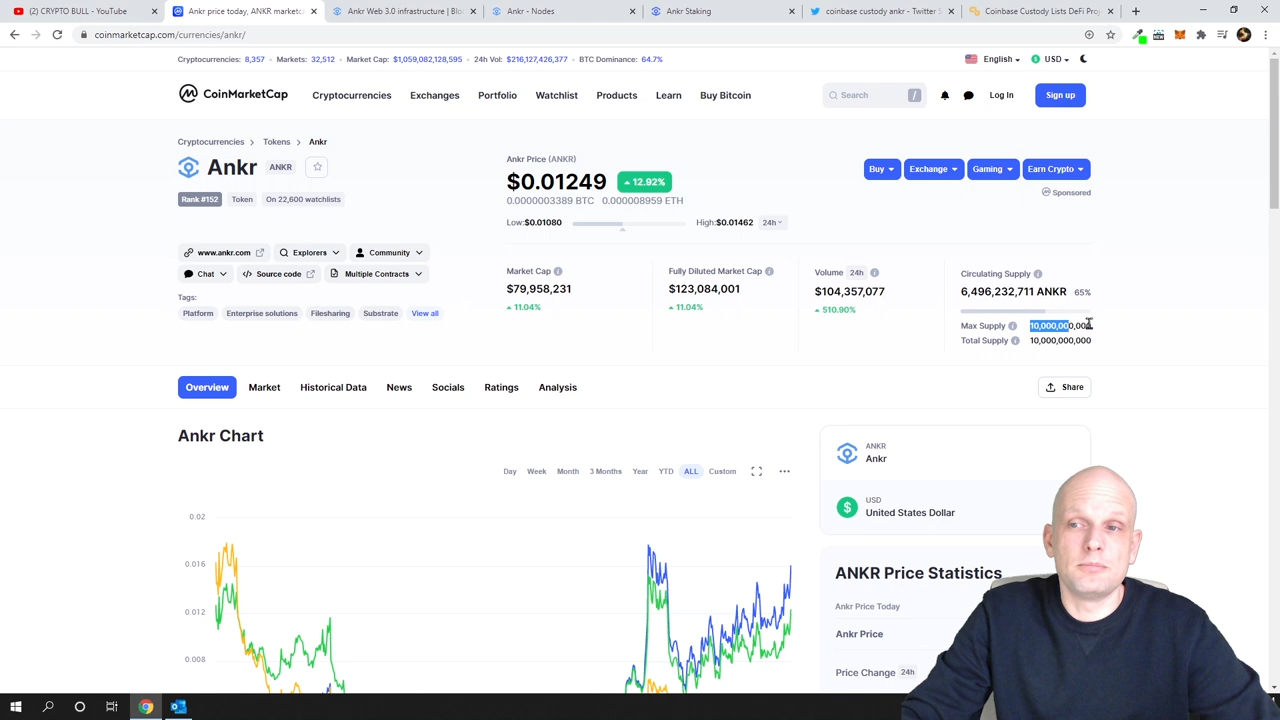 (2) CRYPTO BULL - YouTube
Ankr price today, ANKR marketca
Ankr Web 3.0 infrastructure | Blo
Ankr - Nodes
Ankr Staking
coinbase custody ankr - Twitter S
Coinbase Custody Lists DeFi Proj
coinmarketcap.com/currencies/ankr/
Cryptocurrencies: 8,357 Markets: 32,512 Market Cap: $1,059,082,128,595 24h Vol: $216,127,426,377 BTC Dominance: 64.7%
English USD
CoinMarketCap
Cryptocurrencies Exchanges Portfolio Watchlist Products Learn Buy Bitcoin
Search /
Log In Sign up
Cryptocurrencies > Tokens > Ankr
Ankr ANKR
Rank #152 Token On 22,600 watchlists
Ankr Price (ANKR)
$0.01249 12.92%
0.0000003389 BTC 0.000008959 ETH
Low: $0.01080 High: $0.01462 24h
Buy Exchange Gaming Earn Crypto
Sponsored
www.ankr.com Explorers Community
Chat Source code Multiple Contracts
Tags:
Platform Enterprise solutions Filesharing Substrate View all
Market Cap
$79,958,231
11.04%
Fully Diluted Market Cap
$123,084,001
11.04%
Volume 24h
$104,357,077
510.90%
Circulating Supply
6,496,232,711 ANKR 65%
Max Supply 10,000,000,000
Total Supply 10,000,000,000
Overview Market Historical Data News Socials Ratings Analysis
Share
Ankr Chart
Day Week Month 3 Months Year YTD ALL Custom
0.02
0.016
0.012
0.008
ANKR
Ankr
USD
United States Dollar
ANKR Price Statistics
Ankr Price Today
Ankr Price
Price Change 24h